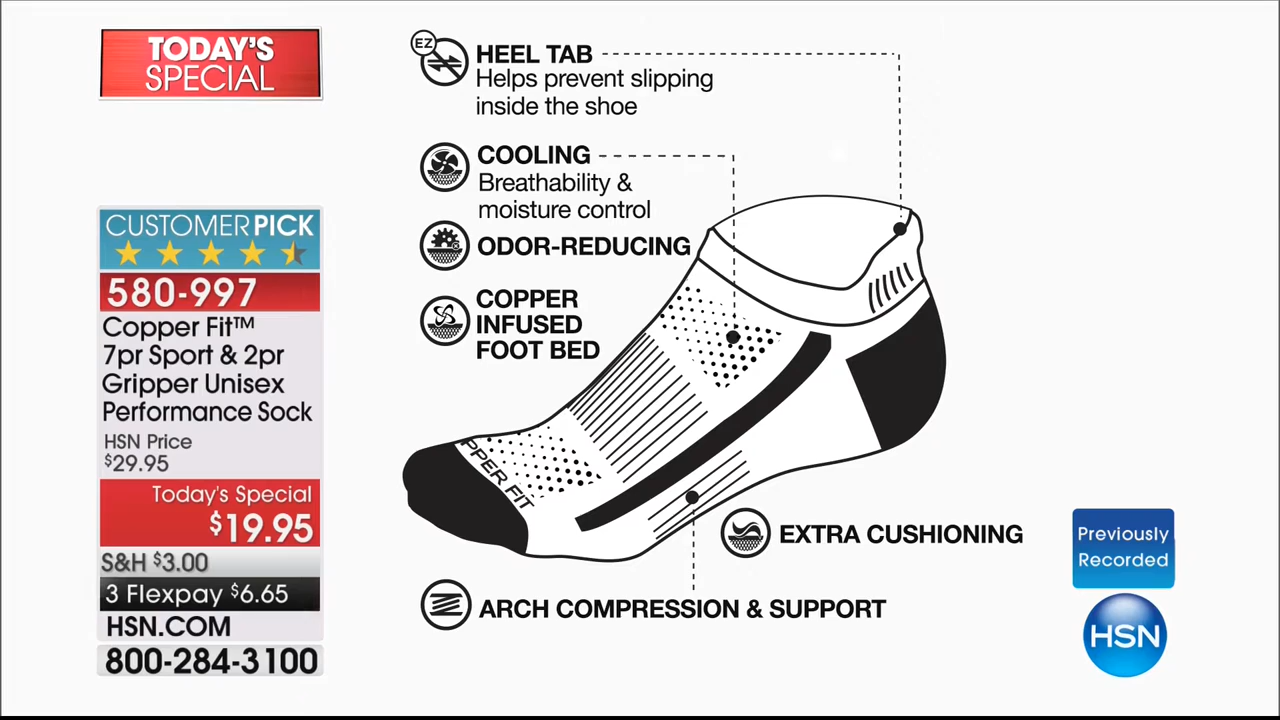 TODAY'S
SPECIAL
CUSTOMER PICK
580-997
Copper Fit™
7pr Sport & 2pr
Gripper Unisex
Performance Sock
HSN Price
$29.95
Today's Special
$19.95
S&H $3.00
3 Flexpay $6.65
HSN.COM
800-284-3100
EZ
HEEL TAB
Helps prevent slipping
inside the shoe
COOLING
Breathability &
moisture control
ODOR-REDUCING
COPPER
INFUSED
FOOT BED
PPER FIT
EXTRA CUSHIONING
ARCH COMPRESSION & SUPPORT
Previously
Recorded
HSN